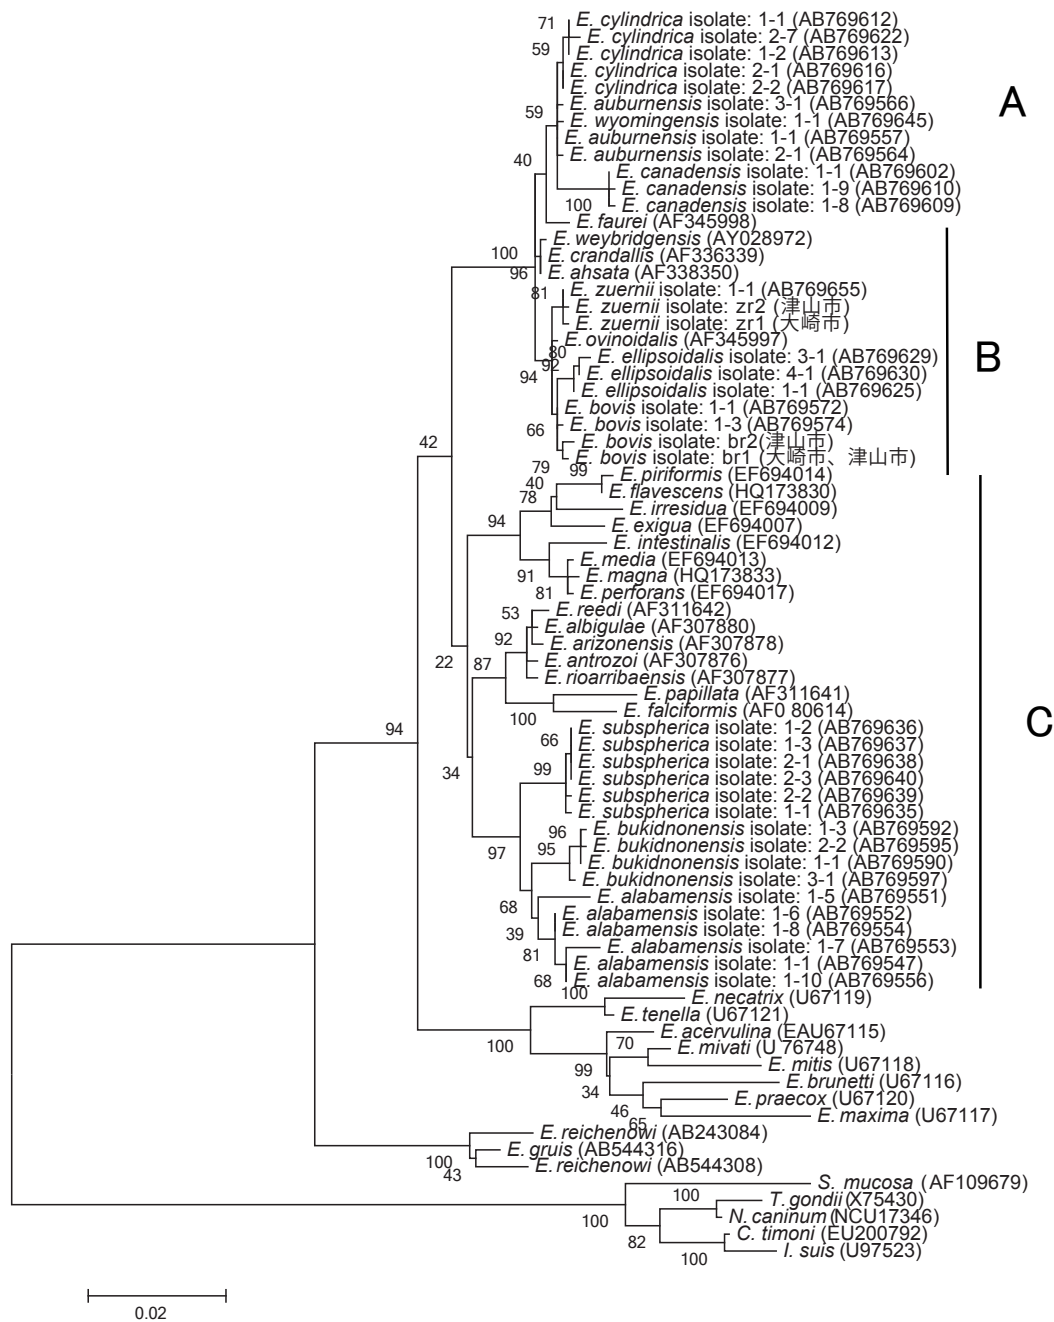 71
E. cylindrica isolate: 1-1 (AB769612)
E. cylindrica isolate: 2-7 (AB769622)
59
E. cylindrica isolate: 1-2 (AB769613)
E. cylindrica isolate: 2-1 (AB769616)
E. cylindrica isolate: 2-2 (AB769617)
A
E. auburnensis isolate: 3-1 (AB769566)
59
E. wyomingensis isolate: 1-1 (AB769645)
E. auburnensis isolate: 1-1 (AB769557)
E. auburnensis isolate: 2-1 (AB769564)
40
E. canadensis isolate: 1-1 (AB769602)
E. canadensis isolate: 1-9 (AB769610)
E. canadensis isolate: 1-8 (AB769609)
100
E. faurei (AF345998)
E. weybridgensis (AY028972)
100
E. crandallis (AF336339)
96
E. ahsata (AF338350)
81
E. zuernii isolate: 1-1 (AB769655)
E. zuernii isolate: zr2 (津山市)
E. zuernii isolate: zr1 (大崎市)
E. ovinoidalis (AF345997)
80
B
E. ellipsoidalis isolate: 3-1 (AB769629)
92
94
E. ellipsoidalis isolate: 4-1 (AB769630)
E. ellipsoidalis isolate: 1-1 (AB769625)
E. bovis isolate: 1-1 (AB769572)
E. bovis isolate: 1-3 (AB769574)
66
E. bovis isolate: br2(津山市)
42
E. bovis isolate: br1 (大崎市、津山市)
79
99
E. piriformis (EF694014)
40
E. flavescens (HQ173830)
78
E. irresidua (EF694009)
94
E. exigua (EF694007)
E. intestinalis (EF694012)
E. media (EF694013)
91
E. magna (HQ173833)
81
E. perforans (EF694017)
53
E. reedi (AF311642)
E. albigulae (AF307880)
92
E. arizonensis (AF307878)
22
87
E. antrozoi (AF307876)
E. rioarribaensis (AF307877)
E. papillata (AF311641)
100
E. falciformis (AF0 80614)
C
94
E. subspherica isolate: 1-2 (AB769636)
66
E. subspherica isolate: 1-3 (AB769637)
E. subspherica isolate: 2-1 (AB769638)
34
99
E. subspherica isolate: 2-3 (AB769640)
E. subspherica isolate: 2-2 (AB769639)
E. subspherica isolate: 1-1 (AB769635)
96
E. bukidnonensis isolate: 1-3 (AB769592)
97
95
E. bukidnonensis isolate: 2-2 (AB769595)
E. bukidnonensis isolate: 1-1 (AB769590)
E. bukidnonensis isolate: 3-1 (AB769597)
E. alabamensis isolate: 1-5 (AB769551)
68
E. alabamensis isolate: 1-6 (AB769552)
39
E. alabamensis isolate: 1-8 (AB769554)
81
E. alabamensis isolate: 1-7 (AB769553)
E. alabamensis isolate: 1-1 (AB769547)
68
E. alabamensis isolate: 1-10 (AB769556)
100
E. necatrix (U67119)
E. tenella (U67121)
100
E. acervulina (EAU67115)
70
E. mivati (U 76748)
99
E. mitis (U67118)
34
E. brunetti (U67116)
46
E. praecox (U67120)
65
E. maxima (U67117)
E. reichenowi (AB243084)
E. gruis (AB544316)
100
43
E. reichenowi (AB544308)
S. mucosa (AF109679)
100
T. gondii (X75430)
100
N. caninum (NCU17346)
82
C. timoni (EU200792)
100
I. suis (U97523)
0.02